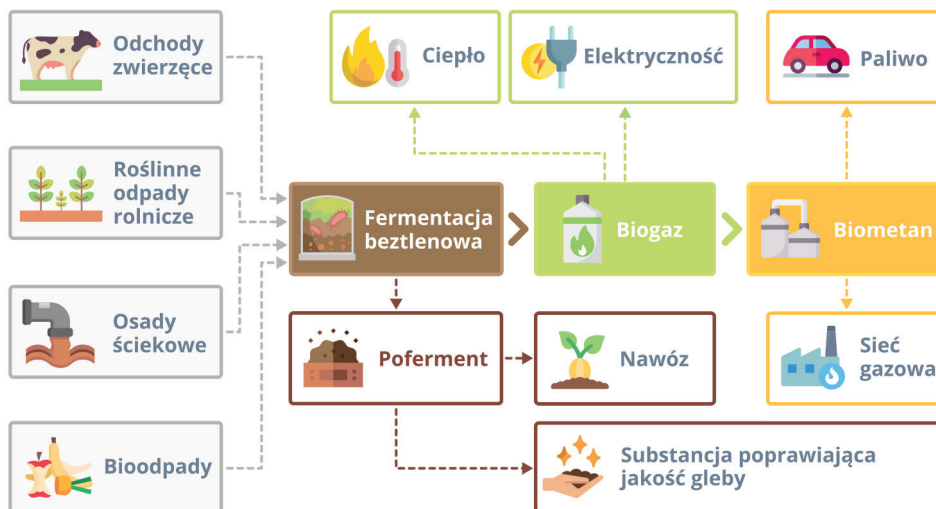 Odchody
zwierzęce
Roślinne
odpady
rolnicze
Osady
ściekowe
Bioodpady
Fermentacja
beztlenowa
Ciepło
Elektryczność
Biogaz
Paliwo
Biometan
Sieć
gazowa
Poferment
Nawóz
Substancja poprawiająca
jakość gleby